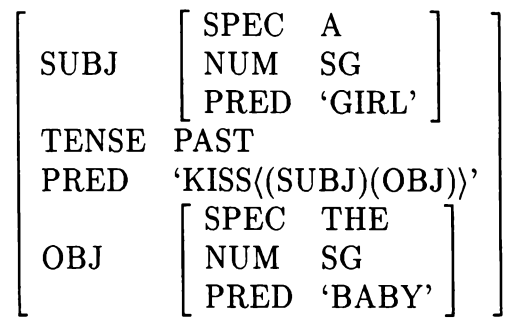 SPEC A
SUBJ NUM SG
PRED ‘GIRL’
TENSE PAST
PRED ‘KISS⟨(SUBJ)(OBJ)⟩’
SPEC THE
OBJ NUM SG
PRED ‘BABY’